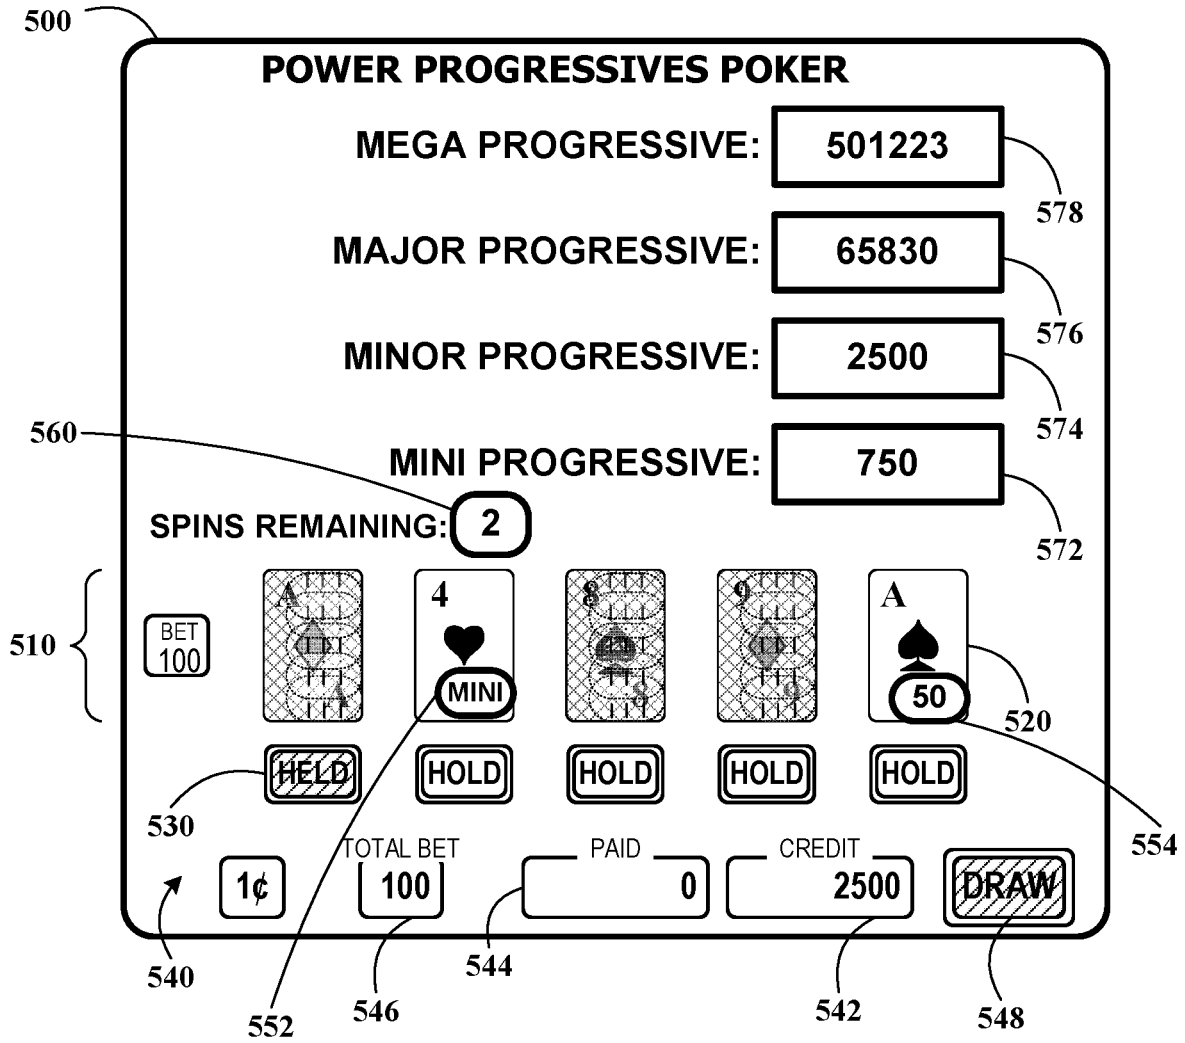 500
POWER PROGRESSIVES POKER
MEGA PROGRESSIVE: 501223
578
MAJOR PROGRESSIVE: 65830
576
MINOR PROGRESSIVE: 2500
574
560
MINI PROGRESSIVE: 750
572
SPINS REMAINING: 2
510
BET
100
A
A
4
MINI
8
8
9
9
A
50
520
530
HELD HOLD HOLD HOLD HOLD
554
540
1¢
TOTAL BET
100
PAID
0
CREDIT
2500
DRAW
552
546
544
542
548